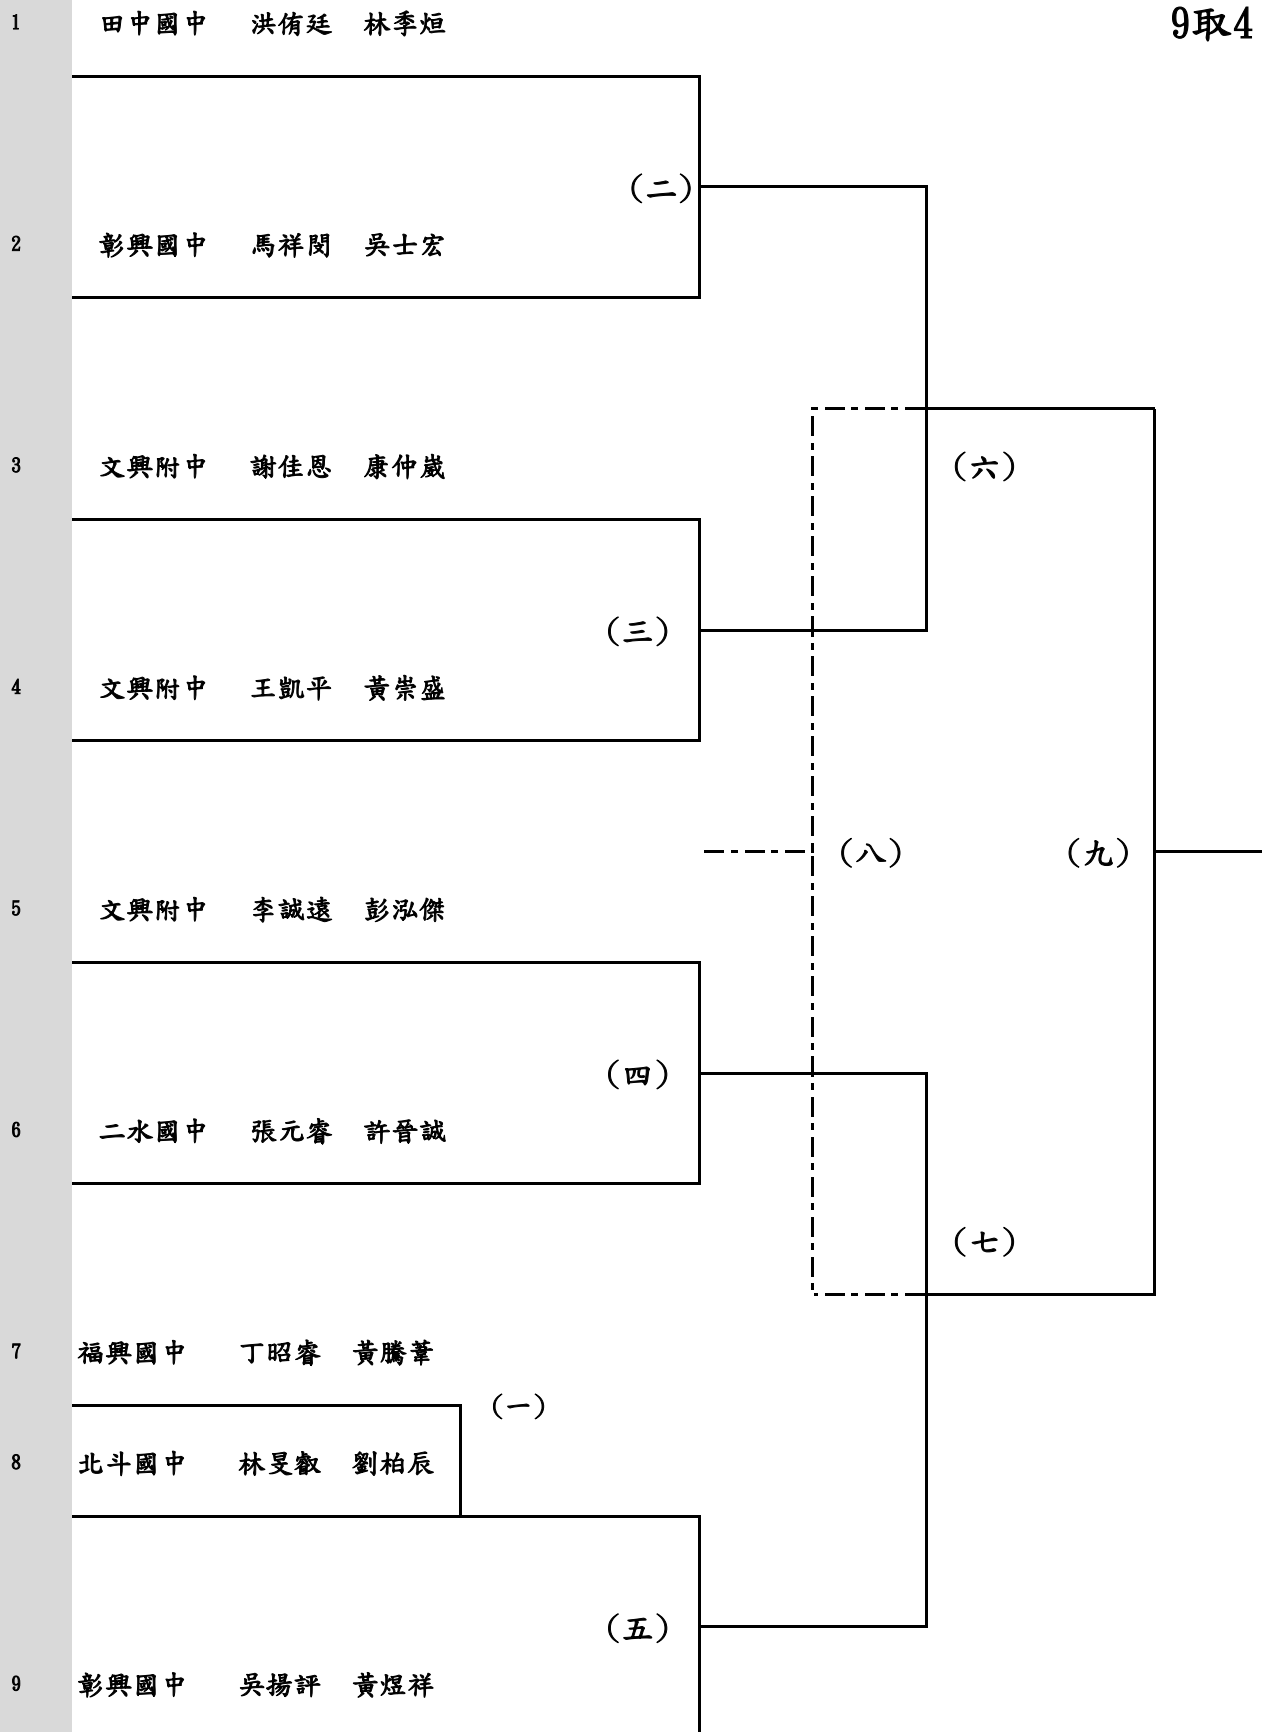 1 田中國中 洪侑廷 林季烜 9取4
(二)
2 彰興國中 馬祥閔 吳士宏
3 文興附中 謝佳恩 康仲崴 (六)
(三)
4 文興附中 王凱平 黃崇盛
(八) (九)
5 文興附中 李誠遠 彭泓傑
(四)
6 二水國中 張元睿 許晉誠
(七)
7 福興國中 丁昭睿 黃騰葦
(一)
8 北斗國中 林旻叡 劉柏辰
(五)
9 彰興國中 吳揚評 黃煜祥